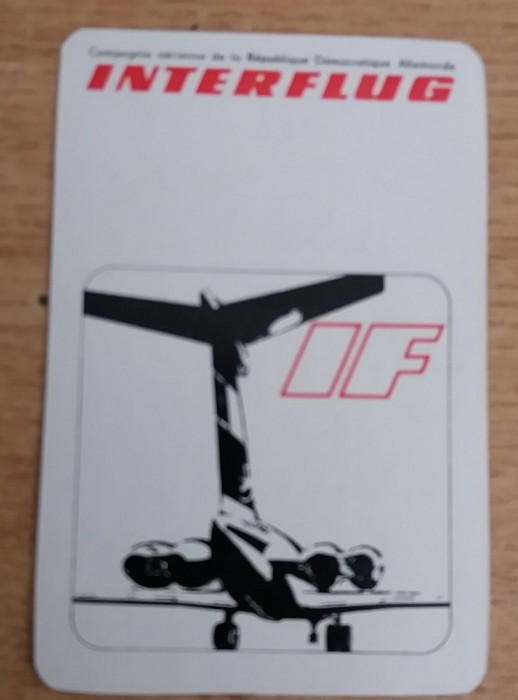 Compagnie aérienne de la République Démocratique Allemande
INTERFLUG
IF